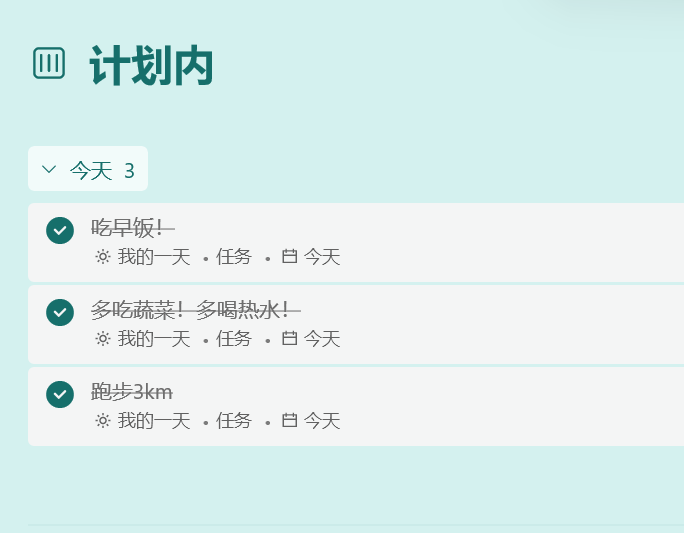 计划内
今天 3
吃早饭！
我的一天 • 任务 • 今天
多吃蔬菜！多喝热水！
我的一天 • 任务 • 今天
跑步3km
我的一天 • 任务 • 今天